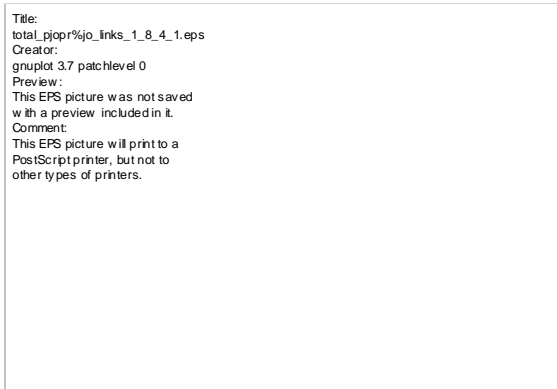 Title:
total_pjopr%jo_links_1_8_4_1.eps
Creator:
gnuplot 3.7 patchlevel 0
Preview:
This EPS picture was not saved
with a preview included in it.
Comment:
This EPS picture will print to a
PostScript printer, but not to
other types of printers.